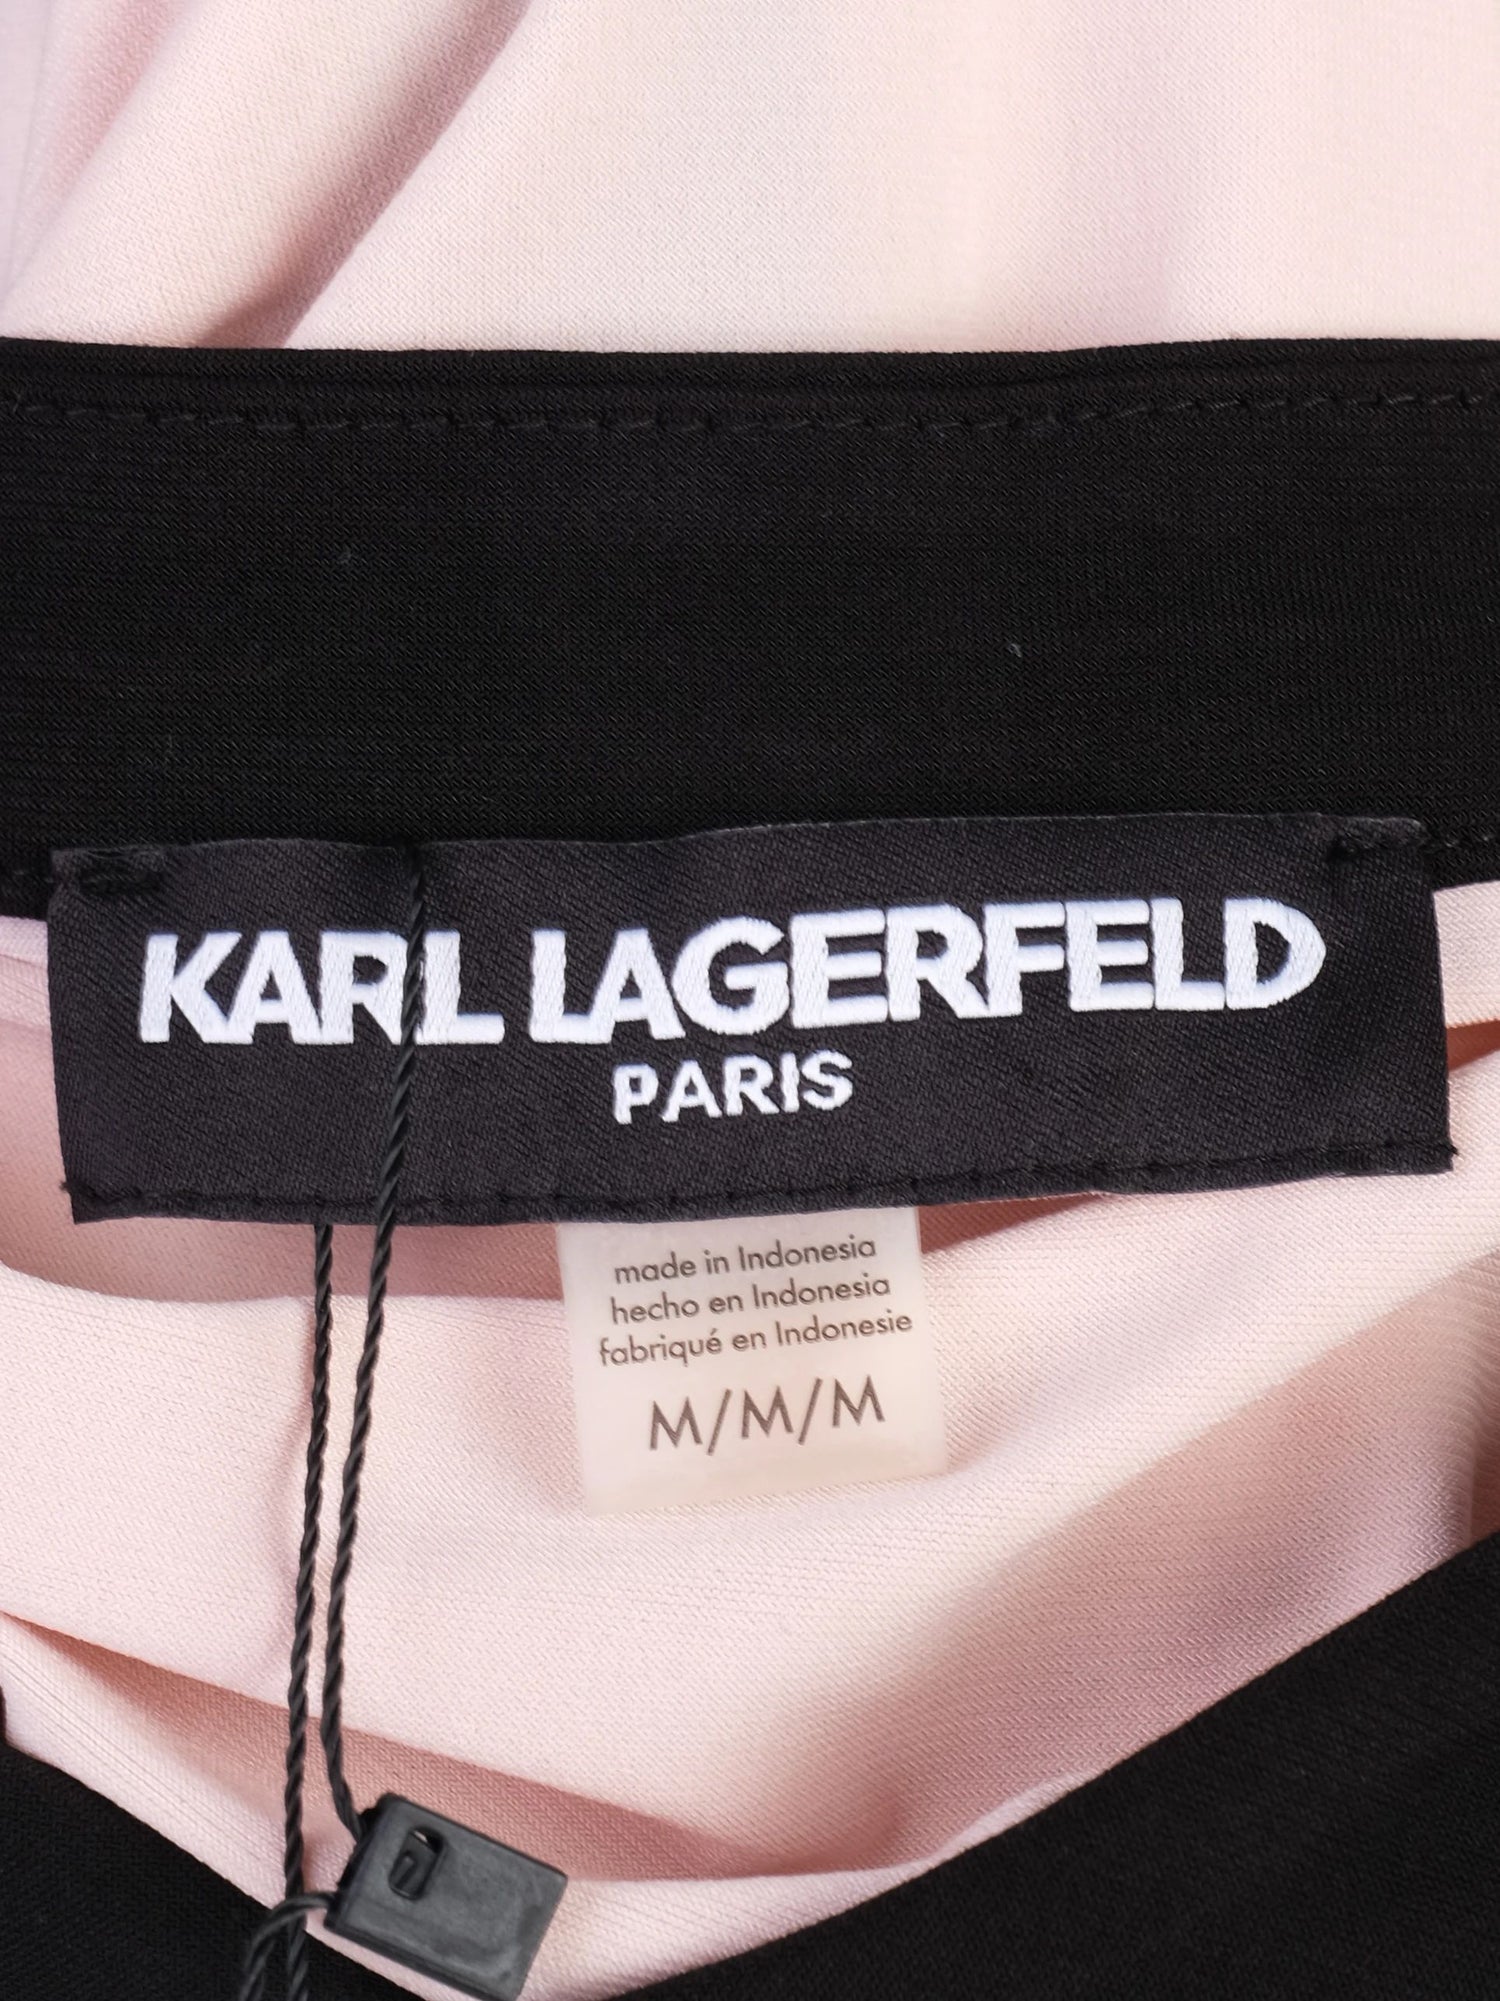 KARL LAGERFELD
PARIS
made in Indonesia
hecho en Indonesia
fabriqué en Indonesie
M/M/M